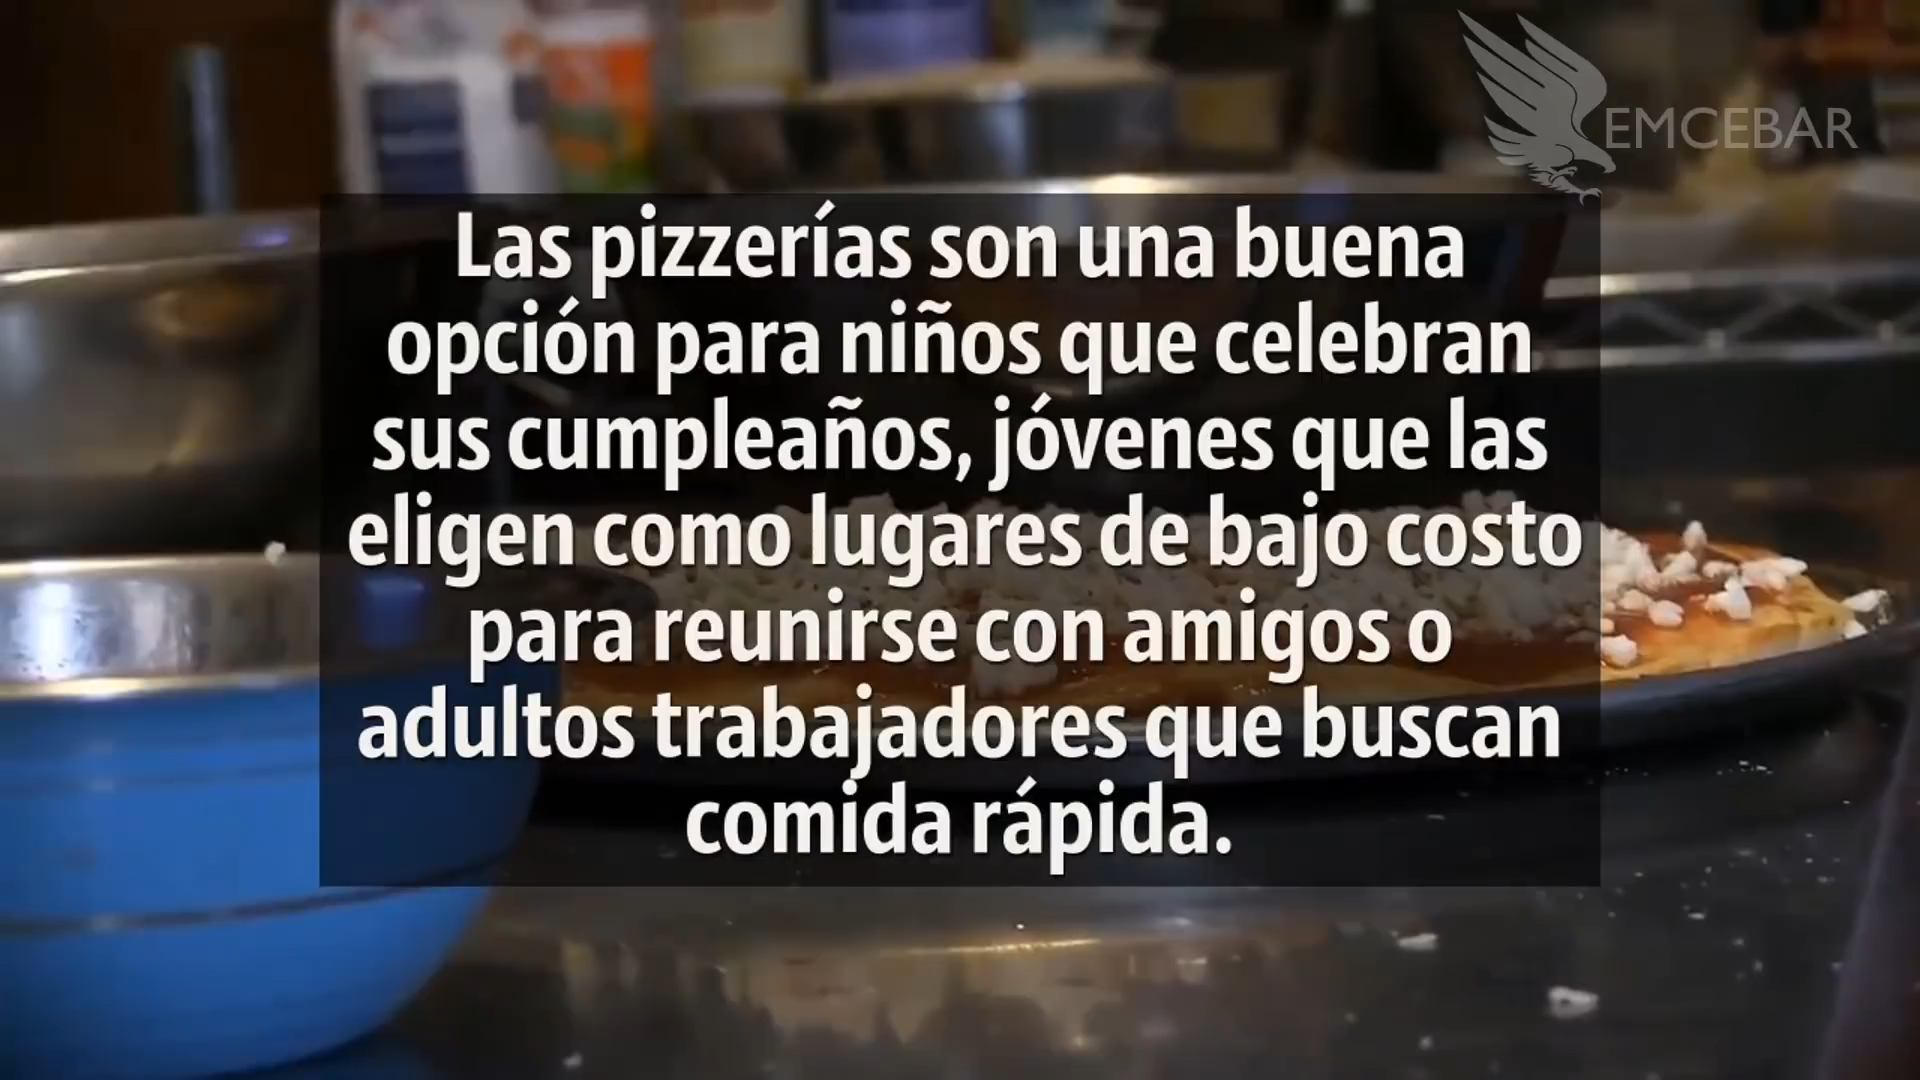 EMCEBAR
Las pizzerías son una buena
opción para niños que celebran
sus cumpleaños, jóvenes que las
eligen como lugares de bajo costo
para reunirse con amigos o
adultos trabajadores que buscan
comida rápida.